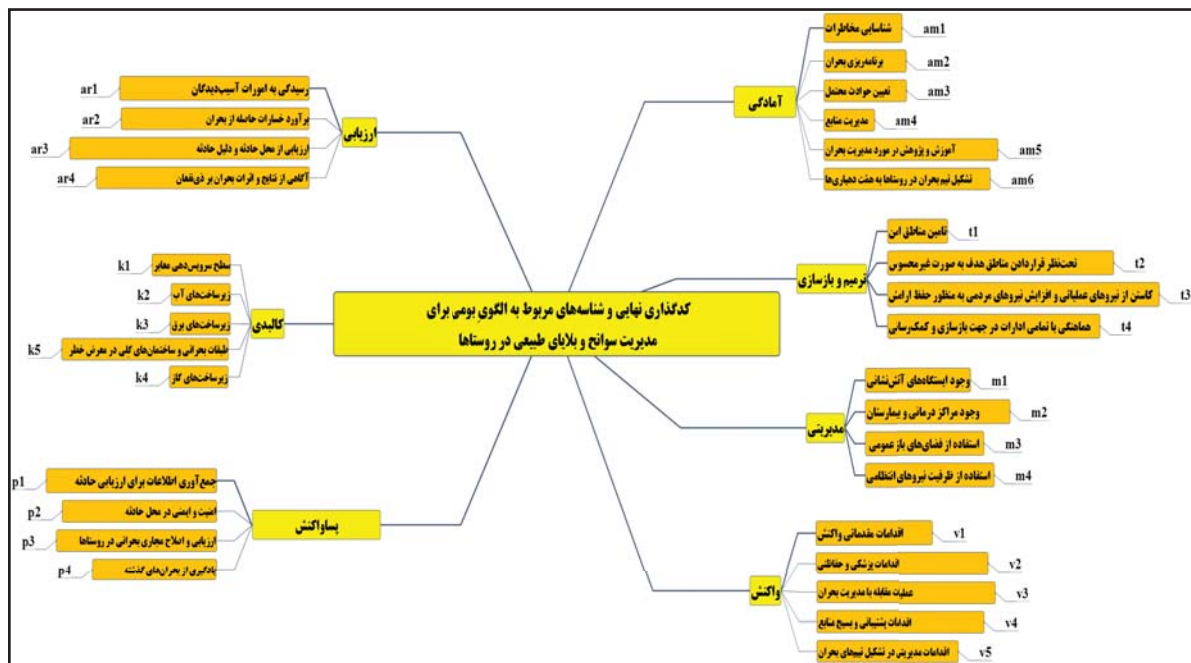 کدگذاری نهایی و شناسه‌های مربوط به الگوی بومی برای
مدیریت سوانح و بلایای طبیعی در روستاها
آمادگی
شناسایی مخاطرات am1
برنامه‌ریزی بحران am2
تعیین حوادث محتمل am3
مدیریت منابع am4
آموزش و پژوهش در مورد مدیریت بحران am5
تشکیل تیم بحران در روستاها به همت دهیاری‌ها am6
ترمیم و بازسازی
تامین مناطق امن t1
تحت‌نظر قراردادن مناطق هدف به صورت غیرمحسوس t2
کاستن از نیروهای عملیاتی و افزایش نیروهای مردمی به منظور حفظ ارامش t3
هماهنگی با تمامی ادارات در جهت بازسازی و کمک‌رسانی t4
مدیریتی
وجود ایستگاه‌های آتش‌نشانی m1
وجود مراکز درمانی و بیمارستان m2
استفاده از فضای‌های باز عمومی m3
استفاده از ظرفیت نیروهای انتظامی m4
واکنش
اقدامات مقدماتی واکنش v1
اقدامات پزشکی و حفاظتی v2
عملیات مقابله با مدیریت بحران v3
اقدامات پشتیبانی و بسیج منابع v4
اقدامات مدیریتی در تشکیل تیم‌های بحران v5
ارزیابی
رسیدگی به امورات آسیب‌دیدگان ar1
برآورد خسارات حاصله از بحران ar2
ارزیابی از محل حادثه و دلیل حادثه ar3
آگاهی از نتایج و اثرات بحران بر ذی‌نفعان ar4
کالبدی
سطح سرویس‌دهی معابر k1
زیرساخت‌های آب k2
زیرساخت‌های برق k3
طبقات بحرانی و ساختمان‌های کلی در معرض خطر k5
زیرساخت‌های گاز k4
پساواکنش
جمع‌آوری اطلاعات برای ارزیابی حادثه p1
امنیت و ایمنی در محل حادثه p2
ارزیابی و اصلاح مجاری بحرانی در روستاها p3
یادگیری از بحران‌های گذشته p4